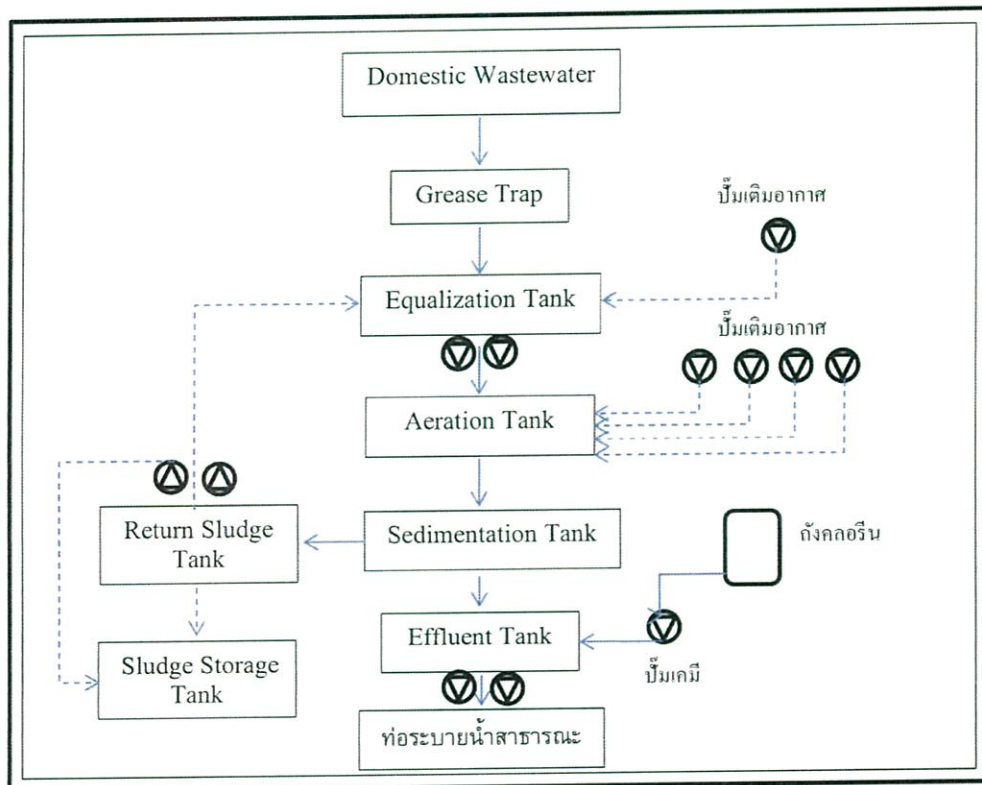 Domestic Wastewater
Grease Trap
ปั๊มเติมอากาศ
Equalization Tank
ปั๊มเติมอากาศ
Aeration Tank
Return Sludge
Tank
Sedimentation Tank
ถังคลอรีน
Effluent Tank
ปั๊มเคมี
Sludge Storage
Tank
ท่อระบายน้ำสาธารณะ